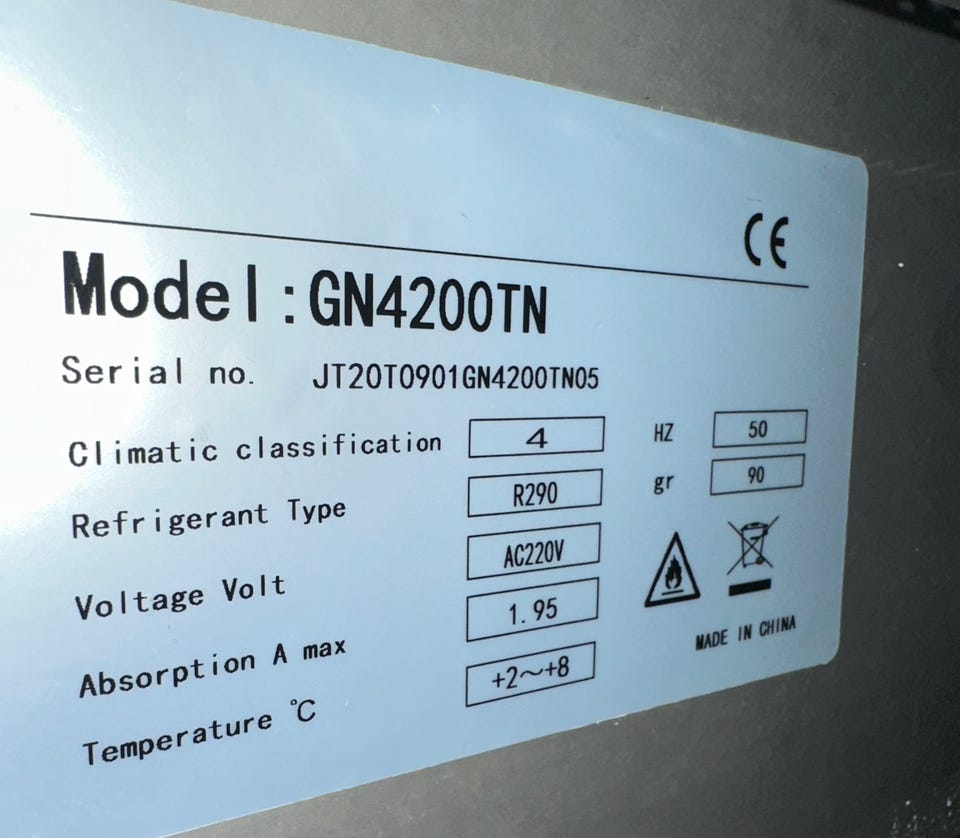 CE
Model:GN4200TN
Serial no. JT20T0901GN4200TN05
Climatic classification 4 HZ 50
Refrigerant Type R290 gr 90
Voltage Volt AC220V
Absorption A max 1.95
Temperature ℃ +2～+8
MADE IN CHINA